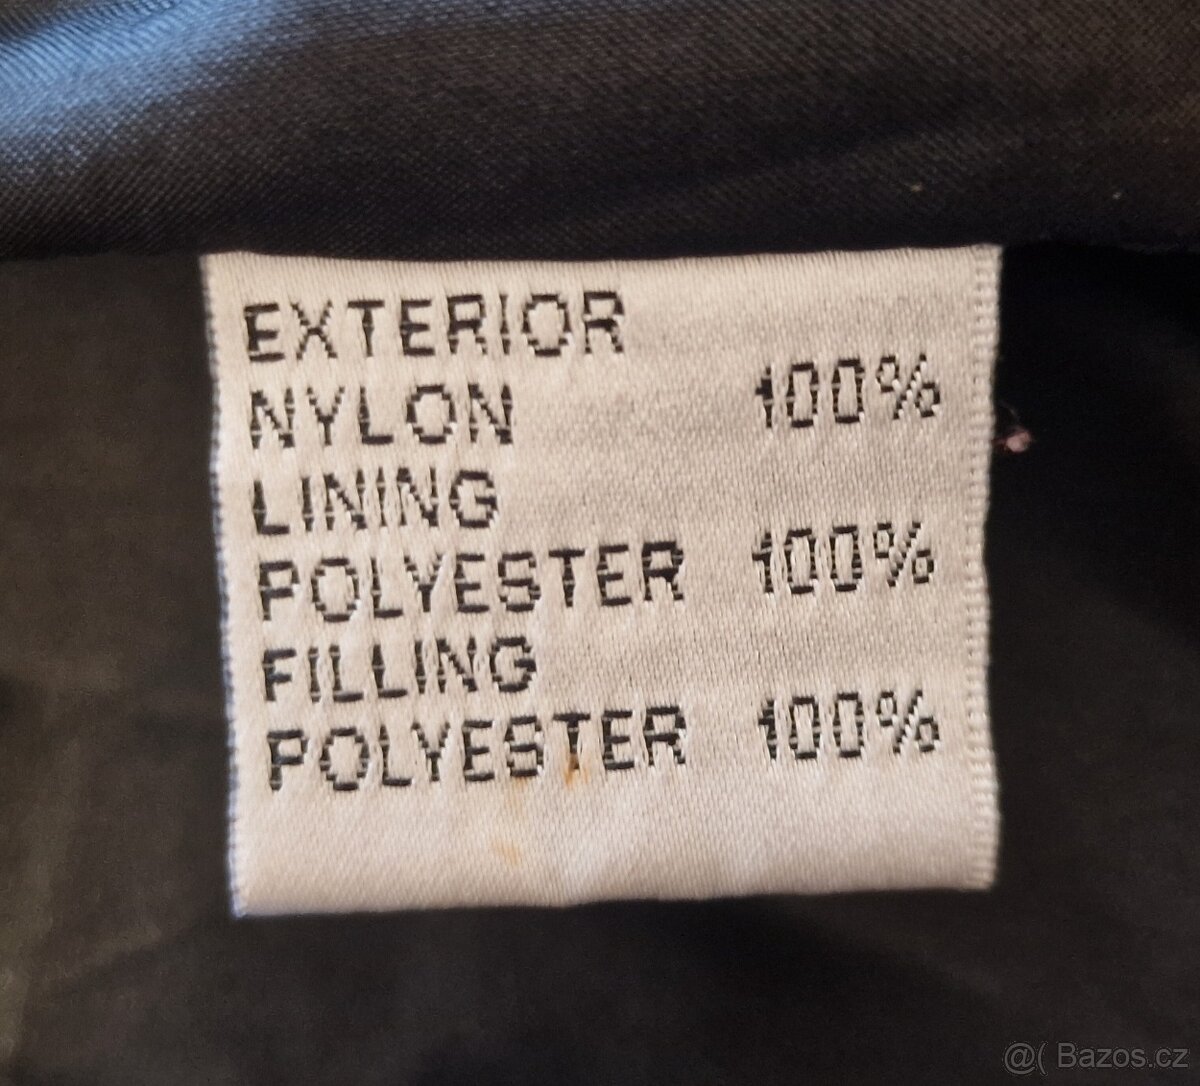 EXTERIOR
NYLON 100%
LINING
POLYESTER 100%
FILLING
POLYESTER 100%
@( Bazos.cz